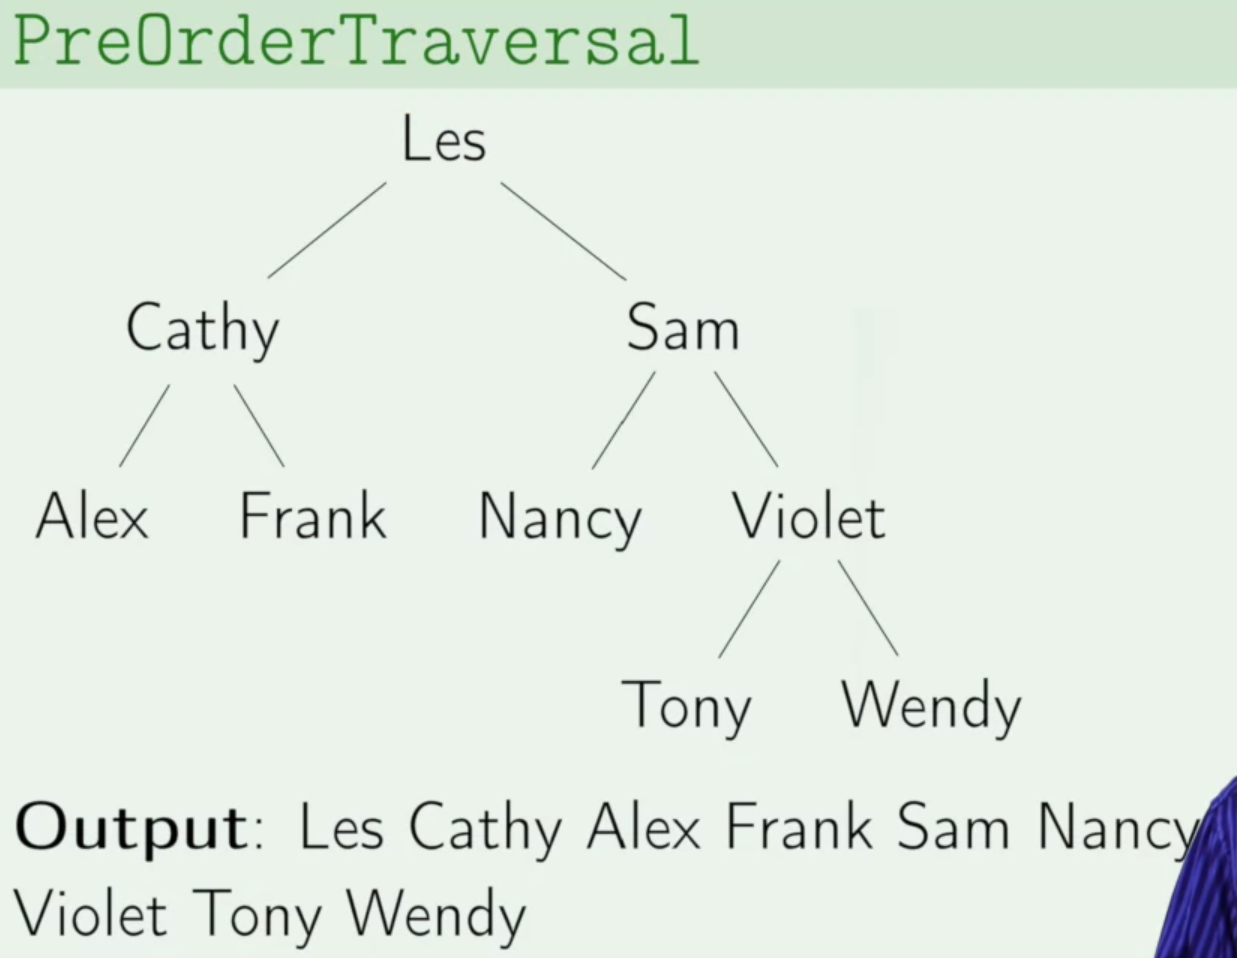 PreOrderTraversal
Les
Cathy Sam
Alex Frank Nancy Violet
Tony Wendy
Output: Les Cathy Alex Frank Sam Nancy
Violet Tony Wendy